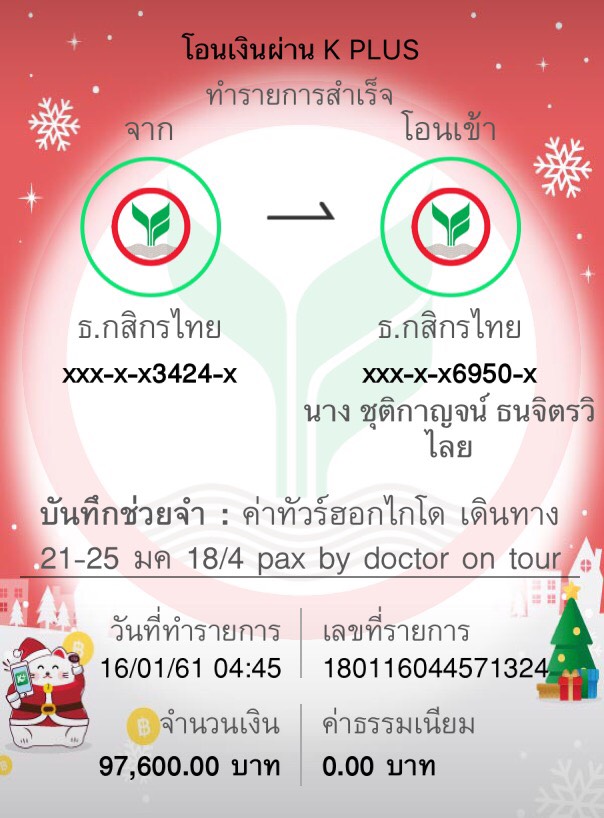 โอนเงินผ่าน K PLUS
ทำรายการสำเร็จ
จาก
โอนเข้า
ธ.กสิกรไทย
ธ.กสิกรไทย
xxx-x-x3424-x
xxx-x-x6950-x
นาง ชุติกาญจน์ ธนจิตรวิ
ไลย
บันทึกช่วยจำ : ค่าทัวร์ฮอกไกโด เดินทาง
21-25 มค 18/4 pax by doctor on tour
วันที่ทำรายการ
เลขที่รายการ
16/01/61 04:45
180116044571324
จำนวนเงิน
ค่าธรรมเนียม
97,600.00 บาท
0.00 บาท